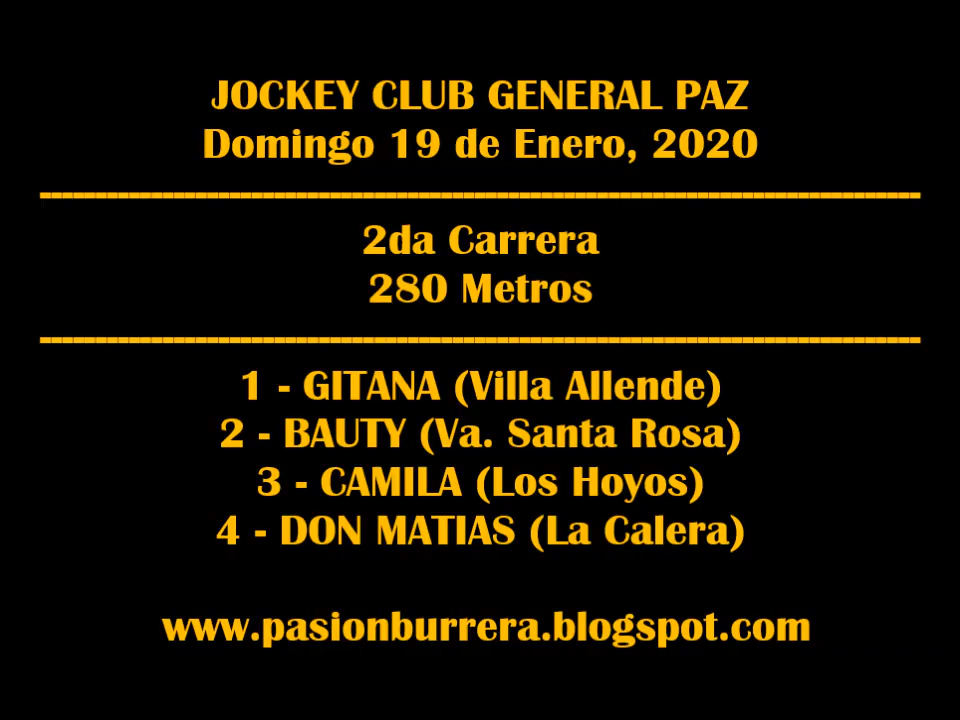 JOCKEY CLUB GENERAL PAZ
Domingo 19 de Enero, 2020
--------------------------------------------------------------------------------
2da Carrera
280 Metros
--------------------------------------------------------------------------------
1 - GITANA (Villa Allende)
2 - BAUTY (Va. Santa Rosa)
3 - CAMILA (Los Hoyos)
4 - DON MATIAS (La Calera)
www.pasionburrera.blogspot.com